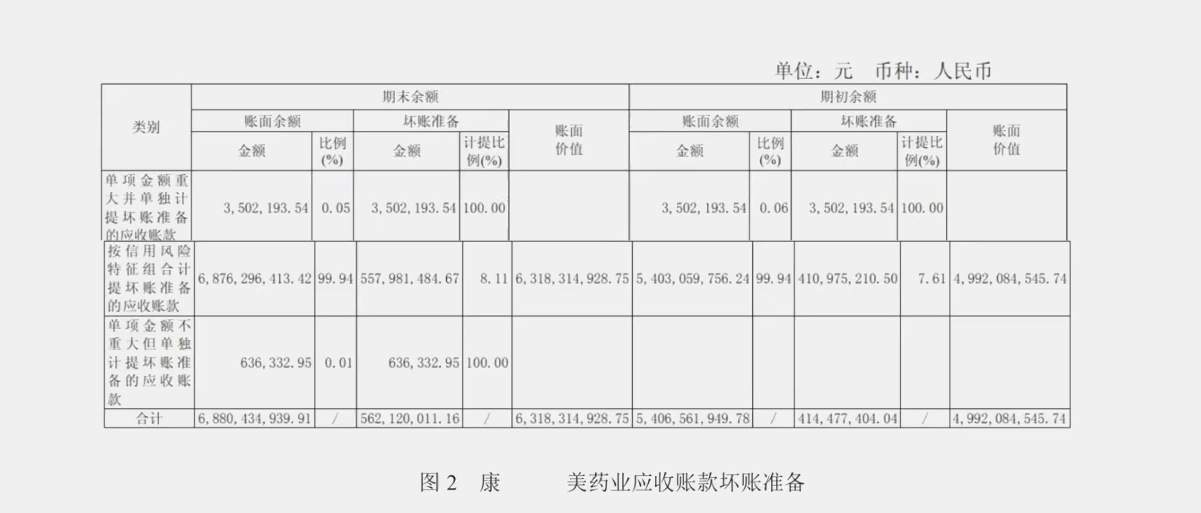 单位：元 币种：人民币
类别 期末余额 期初余额
账面余额 坏账准备 账面价值 账面余额 坏账准备 账面价值
金额 比例(%) 金额 计提比例(%) 金额 比例(%) 金额 计提比例(%)
单项金额重大并单独计提坏账准备的应收账款 3,502,193.54 0.05 3,502,193.54 100.00 3,502,193.54 0.06 3,502,193.54 100.00
按信用风险特征组合计提坏账准备的应收账款 6,876,296,413.42 99.94 557,981,484.67 8.11 6,318,314,928.75 5,403,059,756.24 99.94 410,975,210.50 7.61 4,992,084,545.74
单项金额不重大但单独计提坏账准备的应收账款 636,332.95 0.01 636,332.95 100.00
合计 6,880,434,939.91 / 562,120,011.16 / 6,318,314,928.75 5,406,561,949.78 / 414,477,404.04 / 4,992,084,545.74
图2 康 美药业应收账款坏账准备